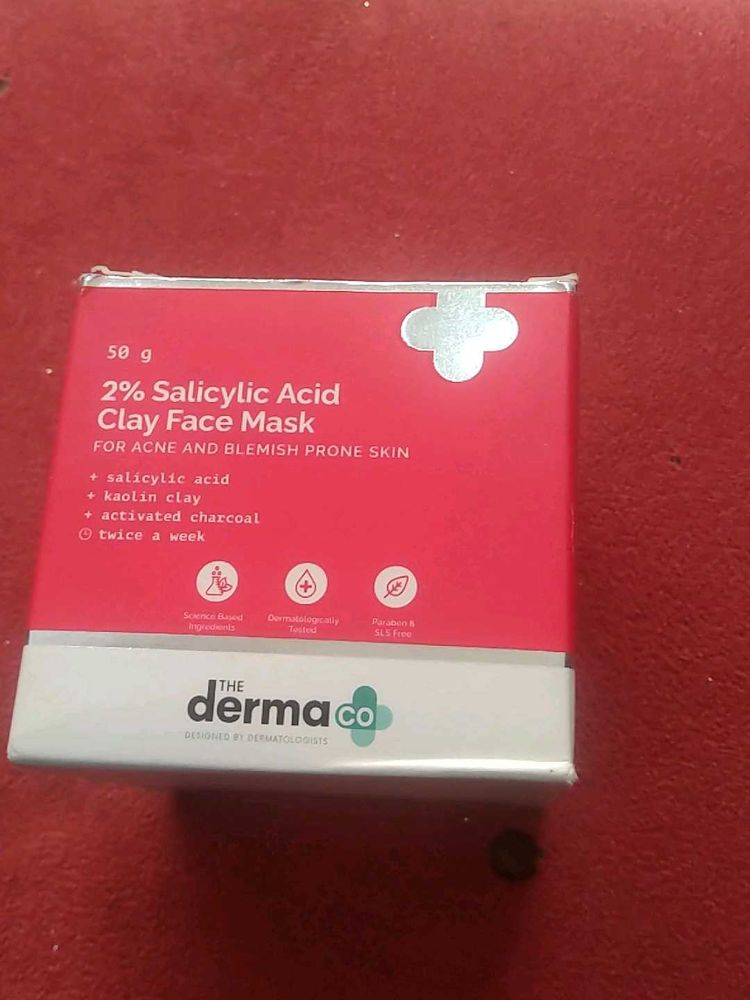 50 g
2% Salicylic Acid
Clay Face Mask
FOR ACNE AND BLEMISH PRONE SKIN
+ salicylic acid
+ kaolin clay
+ activated charcoal
twice a week
Science Based
Ingredients
Dermatologically
Tested
Paraben &
SLS Free
THE
derma co
DESIGNED BY DERMATOLOGISTS